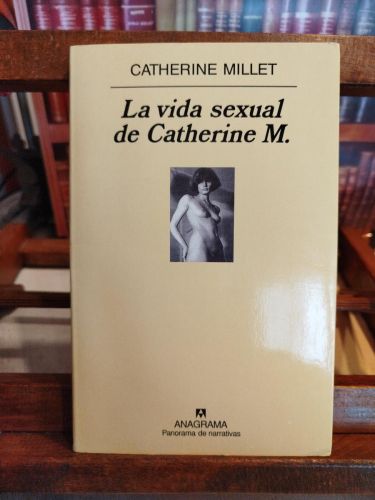 CATHERINE MILLET
La vida sexual
de Catherine M.
ANAGRAMA
Panorama de narrativas